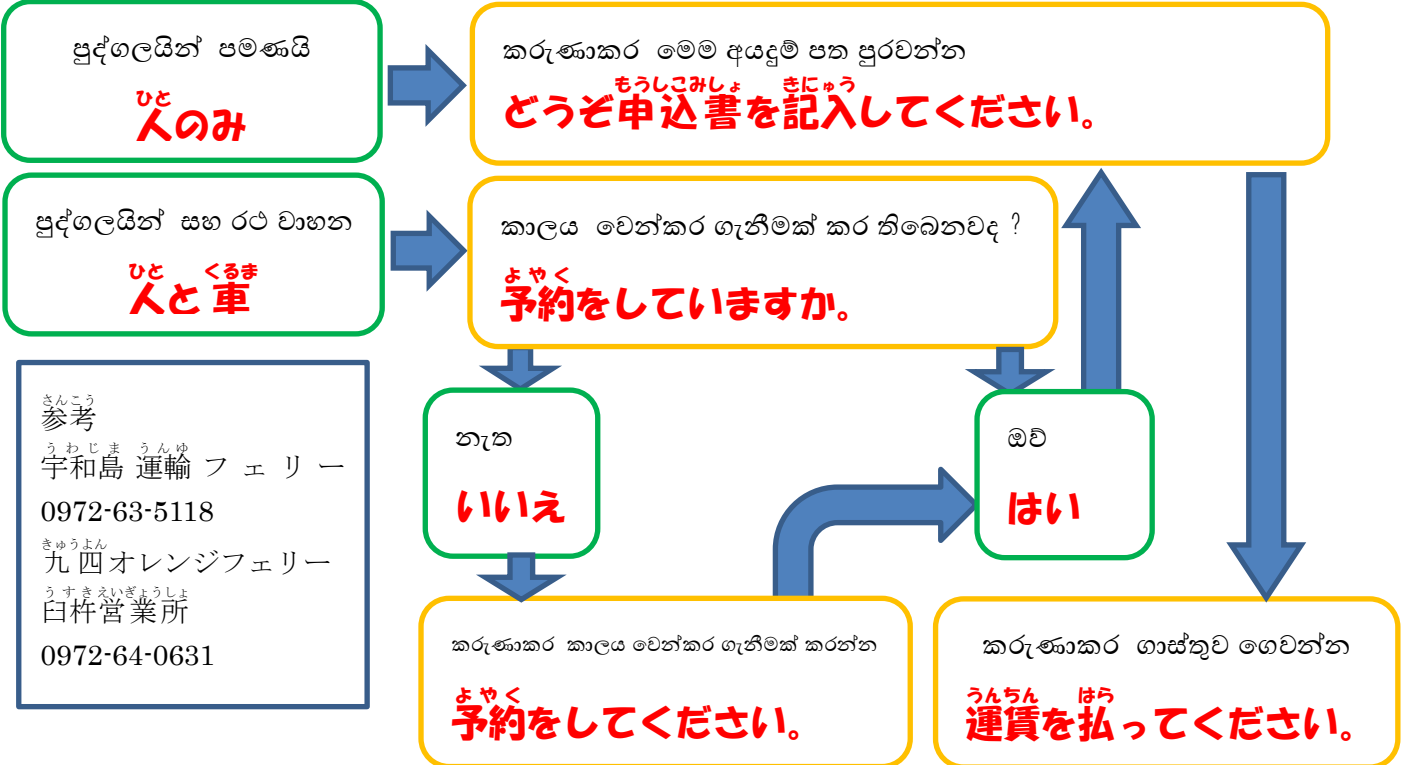 පුද්ගලයින් පමණයි
ひと
人のみ
කරුණාකර මෙම අයදුම් පත පුරවන්න
もうしこみしょ きにゅう
どうぞ申込書を記入してください。
පුද්ගලයින් සහ රථ වාහන
ひと くるま
人と車
කාලය වෙන්කර ගැනීමක් කර තිබෙනවද ?
よやく
予約をしていますか。
さんこう
参考
うわじま うんゆ
宇和島 運輸 フェリー
0972-63-5118
きゅうよん
九四オレンジフェリー
うすきえいぎょうしょ
臼杵営業所
0972-64-0631
නැත
いいえ
ඔව්
はい
කරුණාකර කාලය වෙන්කර ගැනීමක් කරන්න
よやく
予約をしてください。
කරුණාකර ගාස්තුව ගෙවන්න
うんちん はら
運賃を払ってください。